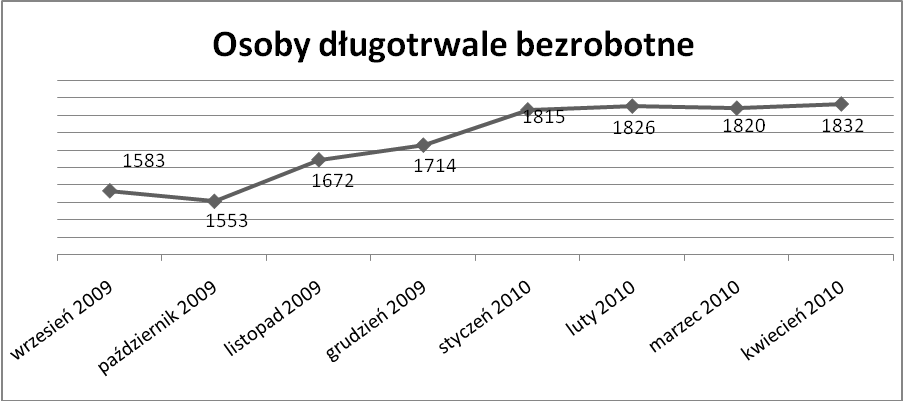 Osoby długotrwale bezrobotne
1583
1553
1672
1714
1815
1826
1820
1832
wrzesień 2009
październik 2009
listopad 2009
grudzień 2009
styczeń 2010
luty 2010
marzec 2010
kwiecień 2010